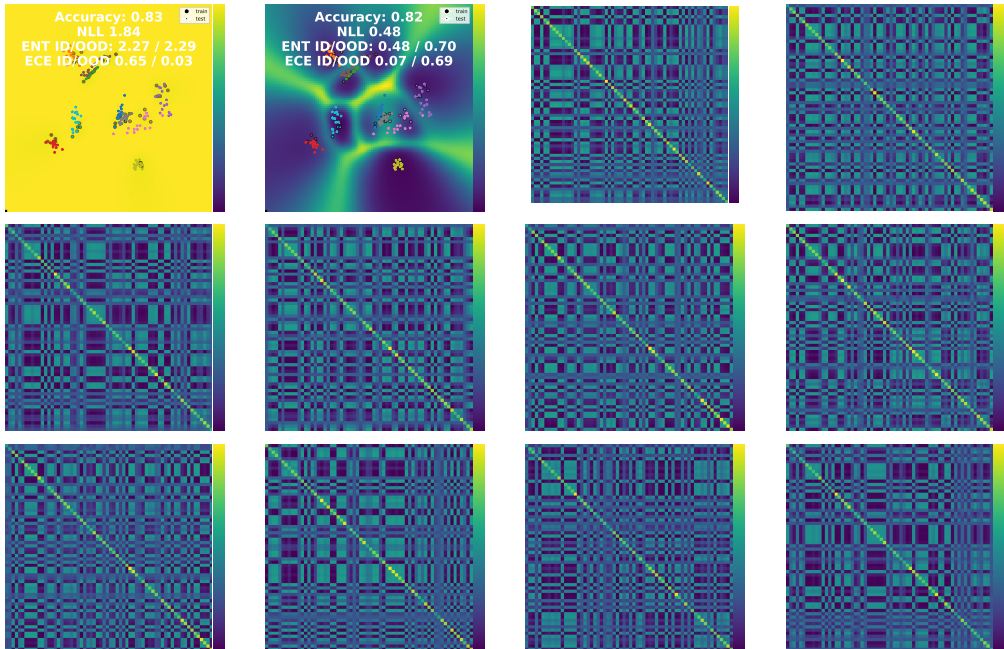 Accuracy: 0.83
NLL 1.84
ENT ID/OOD: 2.27 / 2.29
ECE ID/OOD 0.65 / 0.03
train
test
Accuracy: 0.82
NLL 0.48
ENT ID/OOD: 0.48 / 0.70
ECE ID/OOD 0.07 / 0.69
train
test